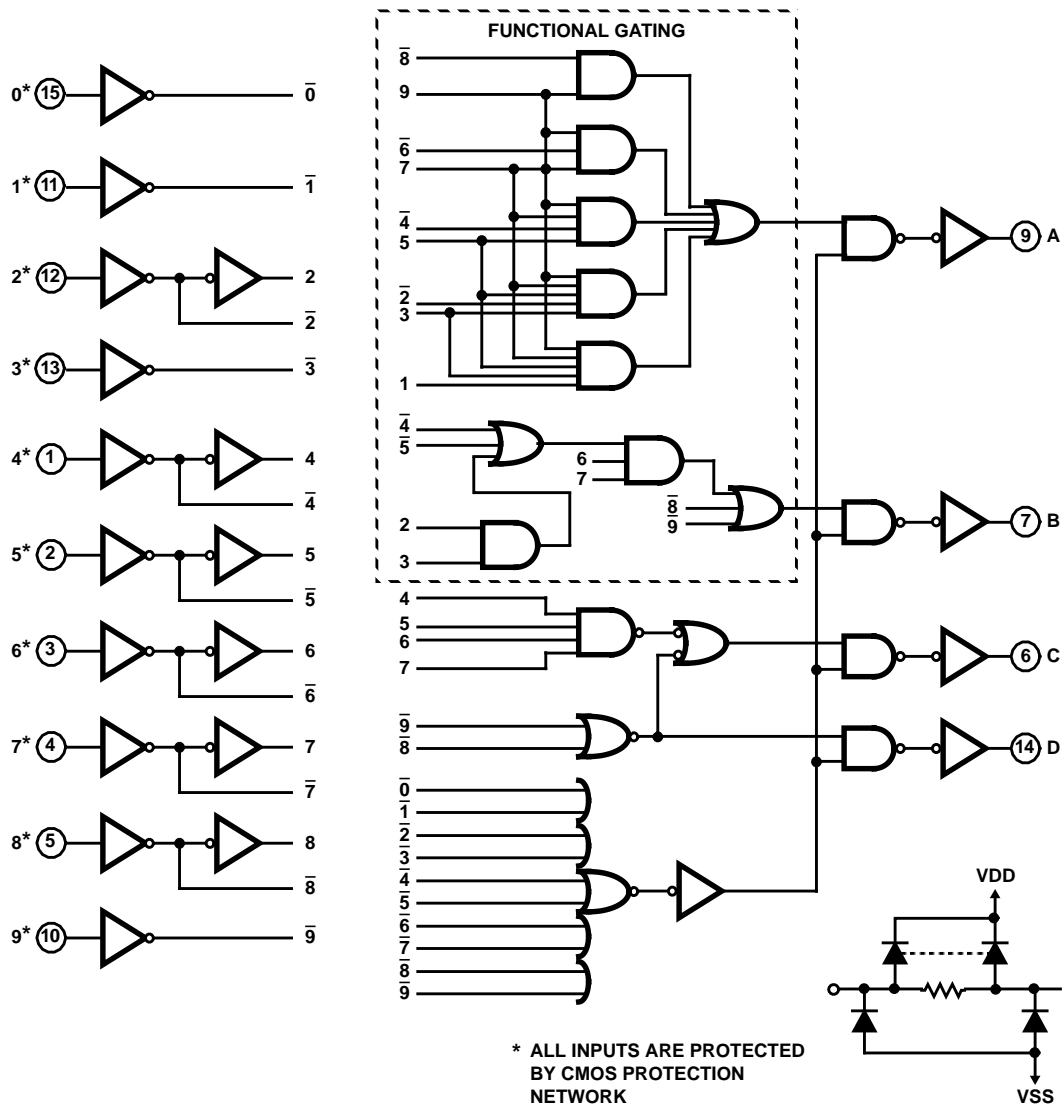 FUNCTIONAL GATING
0* 15 0̅
1* 11 1̅
2* 12 2
2̅
3* 13 3̅
4* 1 4
4̅
5* 2 5
5̅
6* 3 6
6̅
7* 4 7
7̅
8* 5 8
8̅
9* 10 9̅
8̅
9
6̅
7
4̅
5
2̅
3
1
9 A
4̅
5̅
6
7
2
3
8̅
9̅
7 B
4
5
6
7
6 C
9̅
8̅
14 D
0̅
1̅
2̅
3̅
4̅
5̅
6̅
7̅
8̅
9̅
VDD
VSS
* ALL INPUTS ARE PROTECTED
BY CMOS PROTECTION
NETWORK